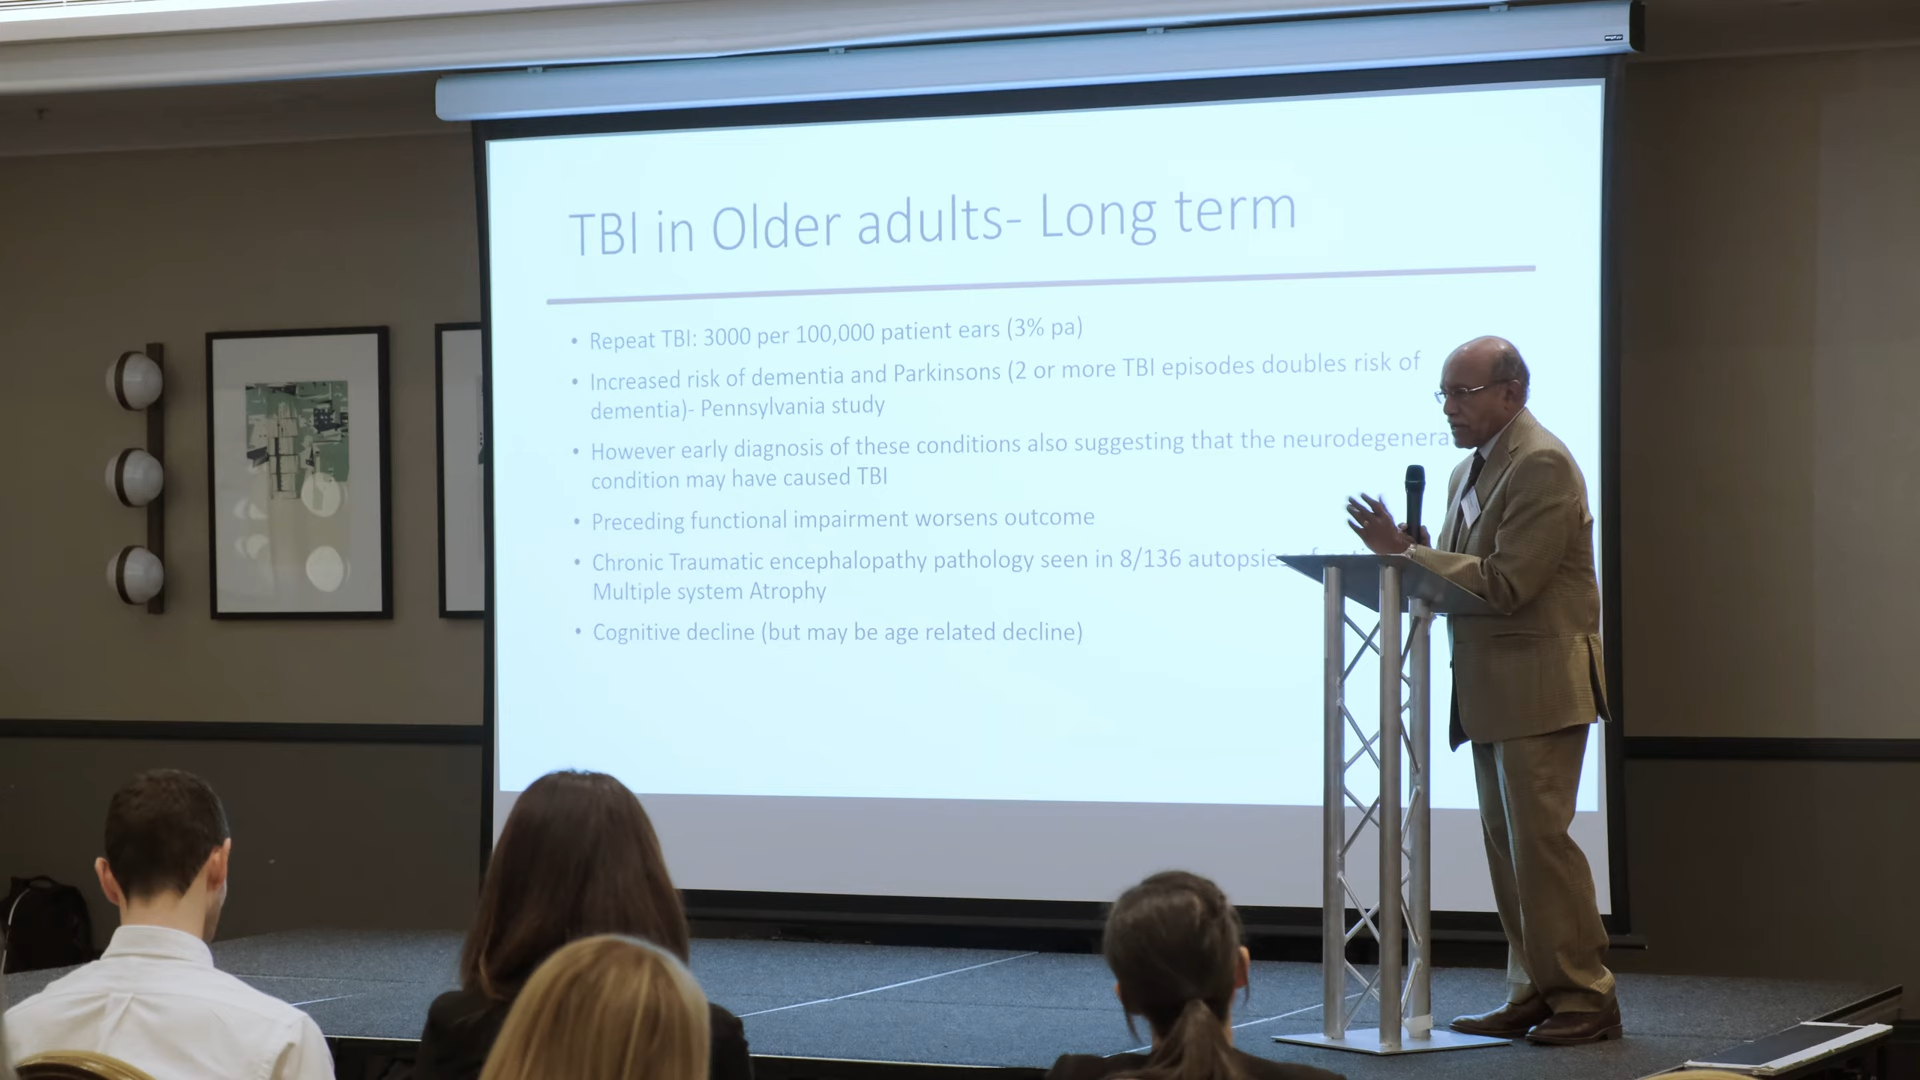 TBI in Older adults- Long term
• Repeat TBI: 3000 per 100,000 patient ears (3% pa)
• Increased risk of dementia and Parkinsons (2 or more TBI episodes doubles risk of
dementia)- Pennsylvania study
• However early diagnosis of these conditions also suggesting that the
condition may have caused TBI
• Preceding functional impairment worsens outcome
• Chronic Traumatic encephalopathy pathology seen in 8/136
Multiple system Atrophy
• Cognitive decline (but may be age related decline)